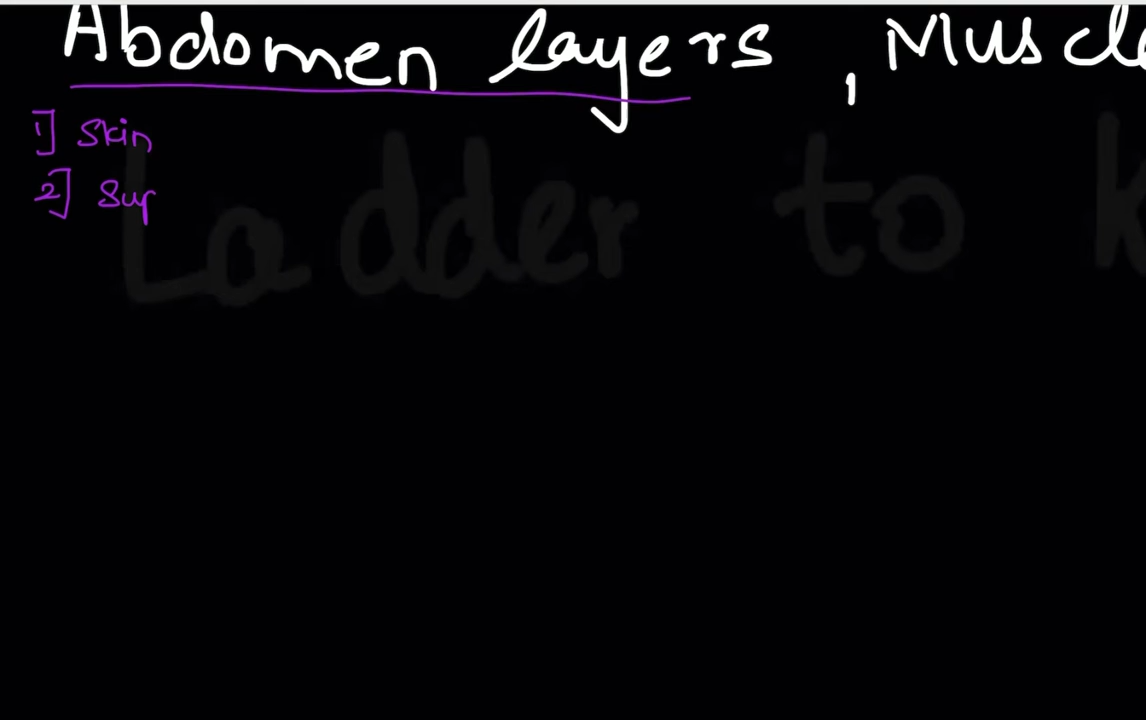 Abdomen layers, Muscle
1] Skin
2] Sup
Ladder to K